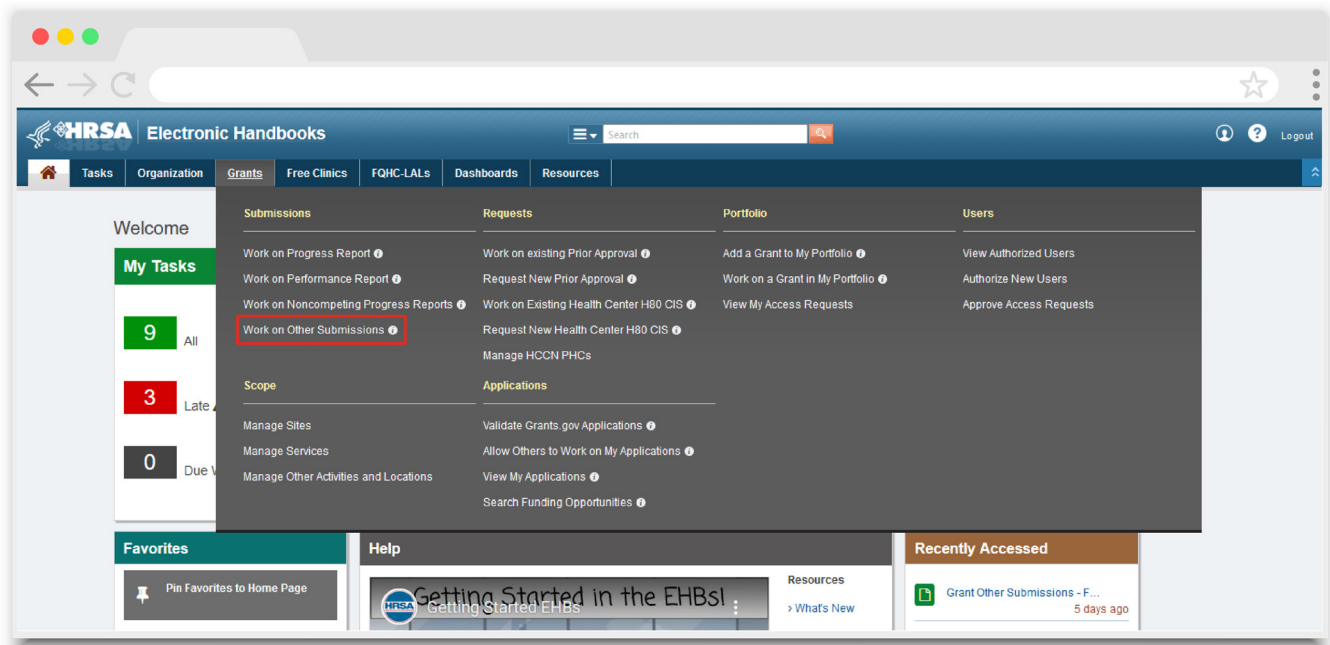 HRSA Electronic Handbooks
Search
Logout
Tasks Organization Grants Free Clinics FQHC-LALs Dashboards Resources
Welcome
My Tasks
9 All
3 Late
0 Due
Submissions
Work on Progress Report
Work on Performance Report
Work on Noncompeting Progress Reports
Work on Other Submissions
Requests
Work on existing Prior Approval
Request New Prior Approval
Work on Existing Health Center H80 CIS
Request New Health Center H80 CIS
Manage HCCN PHCs
Portfolio
Add a Grant to My Portfolio
Work on a Grant in My Portfolio
View My Access Requests
Users
View Authorized Users
Authorize New Users
Approve Access Requests
Scope
Manage Sites
Manage Services
Manage Other Activities and Locations
Applications
Validate Grants.gov Applications
Allow Others to Work on My Applications
View My Applications
Search Funding Opportunities
Favorites
Pin Favorites to Home Page
Help
Getting Started in the EHBs!
HRSA Getting Started EHBs
Resources
› What's New
Recently Accessed
Grant Other Submissions - F...
5 days ago